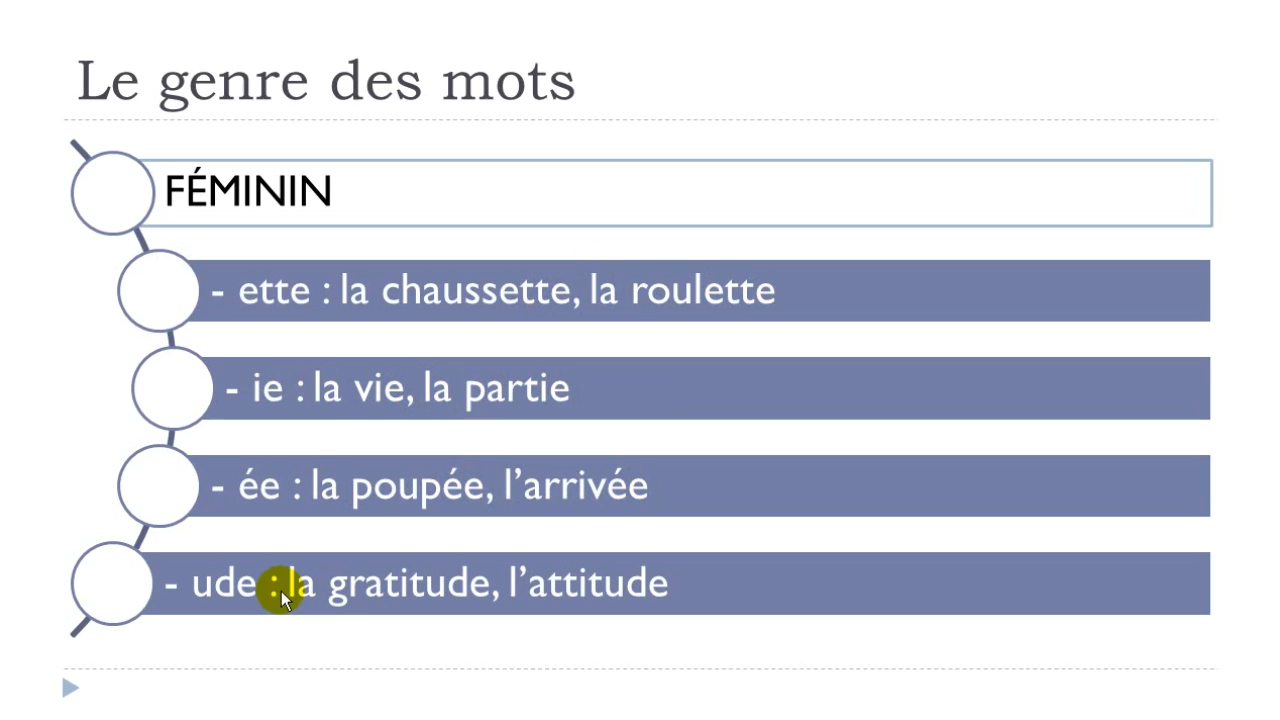 Le genre des mots
FÉMININ
- ette : la chaussette, la roulette
- ie : la vie, la partie
- ée : la poupée, l’arrivée
- ude : la gratitude, l’attitude